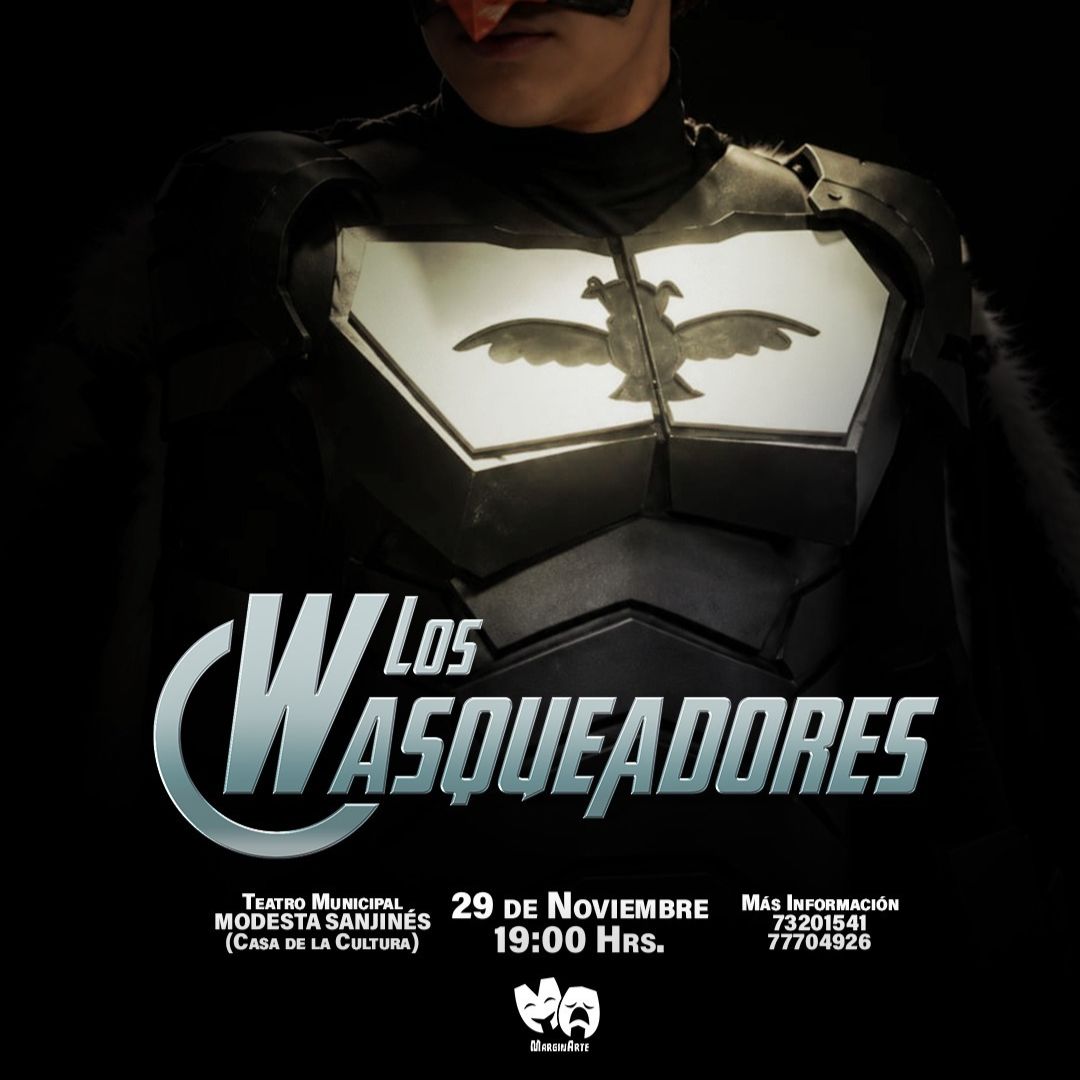 Los
Wasqueadores
Teatro Municipal
MODESTA SANJINÉS
(Casa de la Cultura)
29 de Noviembre
19:00 Hrs.
Más Información
73201541
77704926
MarginArte